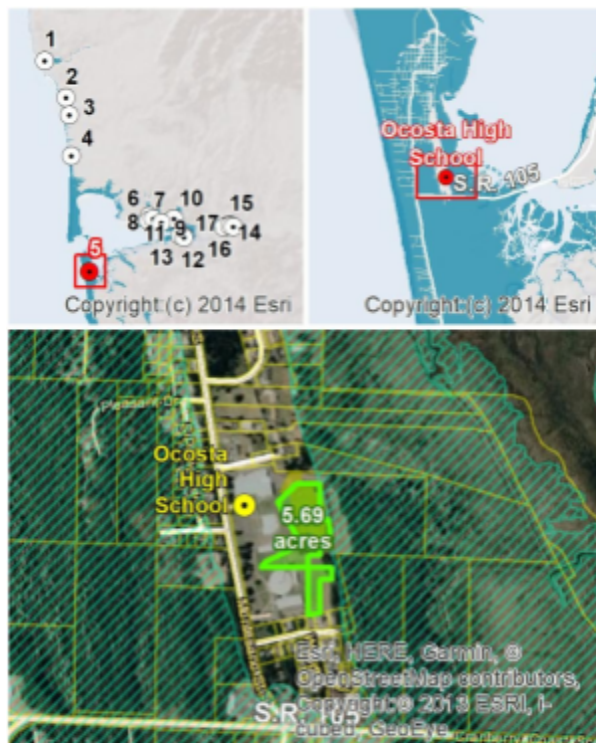 1
2
3
4
5
6 7 10
8 9
11
13 12
17 15
16 14
Copyright:(c) 2014 Esri
Ocosta High
School
S.R. 105
Copyright:(c) 2014 Esri
Pleasant Dr
Ocosta
High
School
5.69
acres
Esri, HERE, Garmin, ©
OpenStreetMap contributors,
Copyright© 2013 ESRI, i-
cubed, GeoEye
S.R. 105